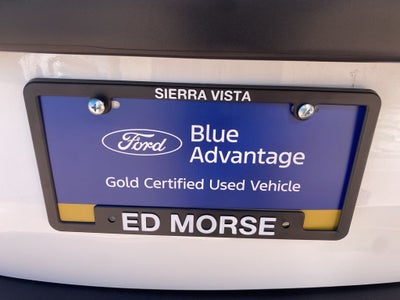 SIERRA VISTA
Ford
Blue
Advantage
Gold Certified Used Vehicle
ED MORSE